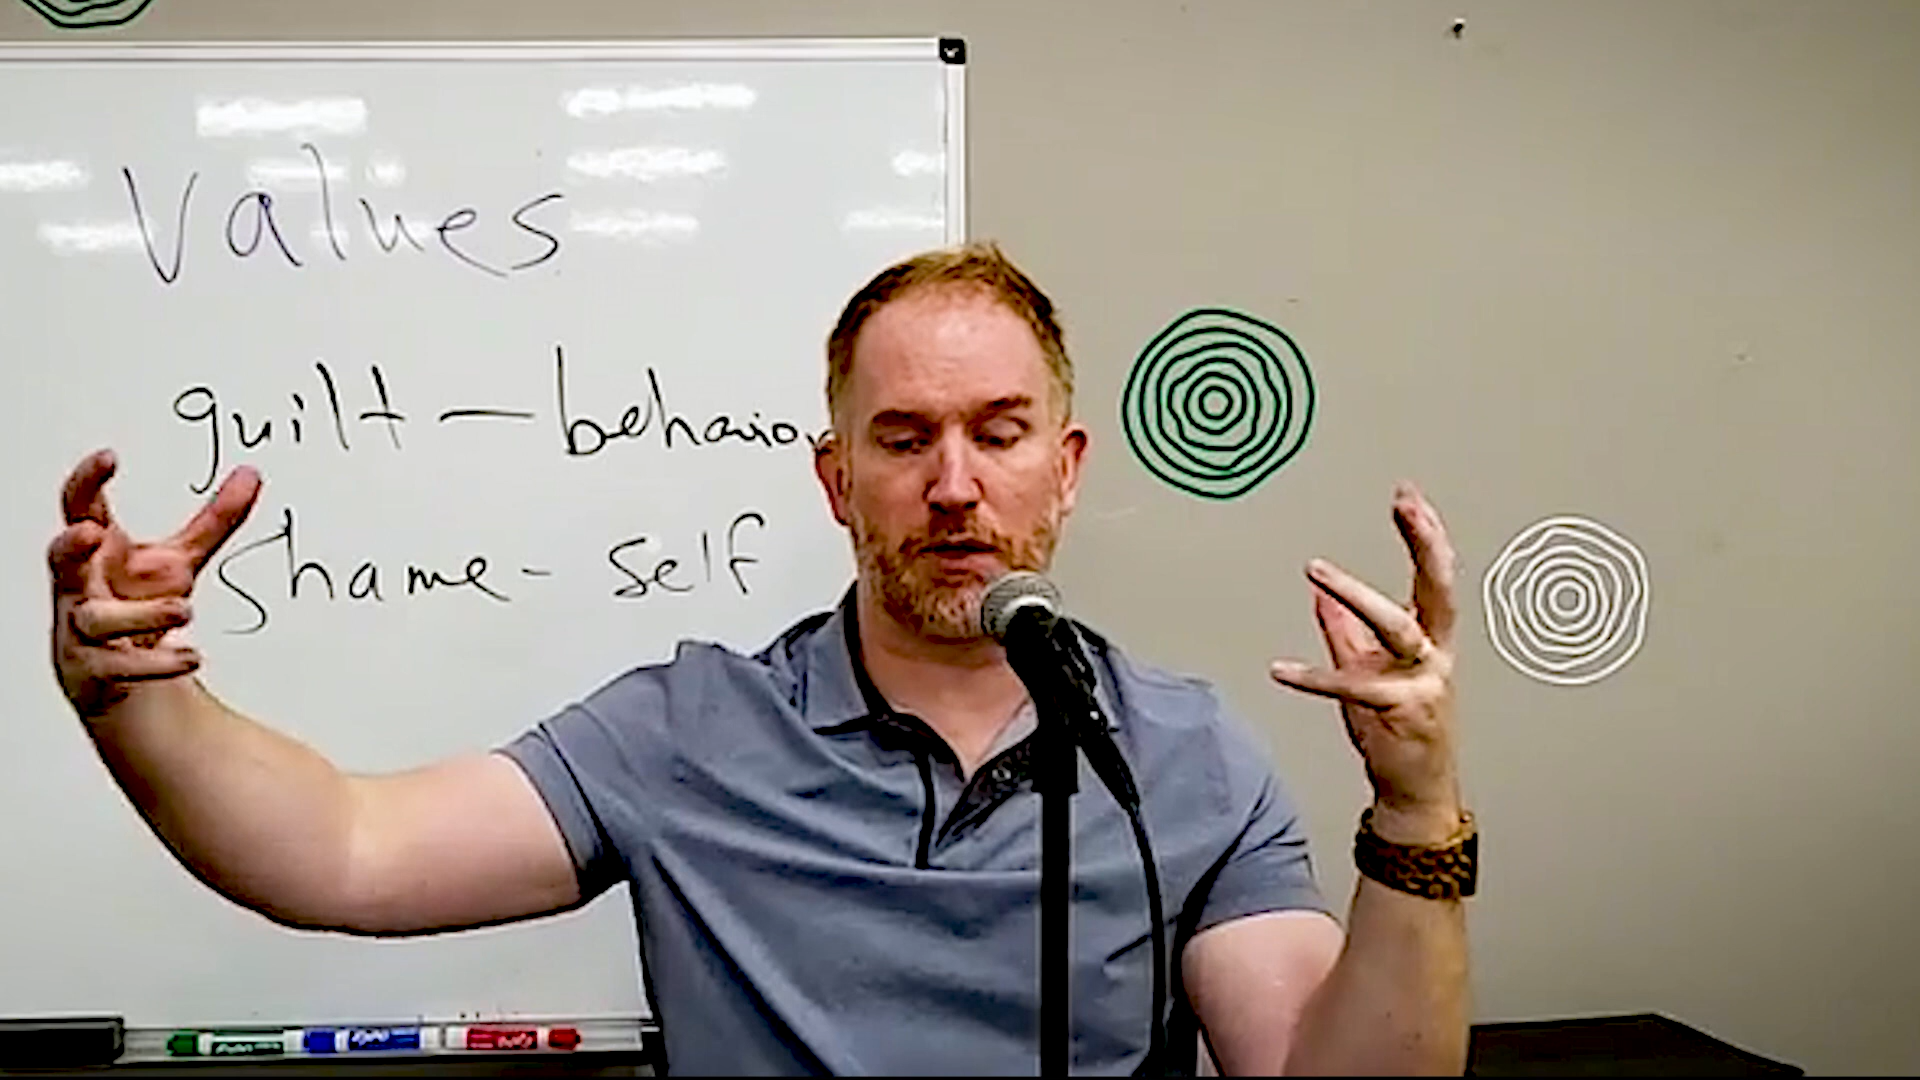 Values
guilt — behavior
Shame - self